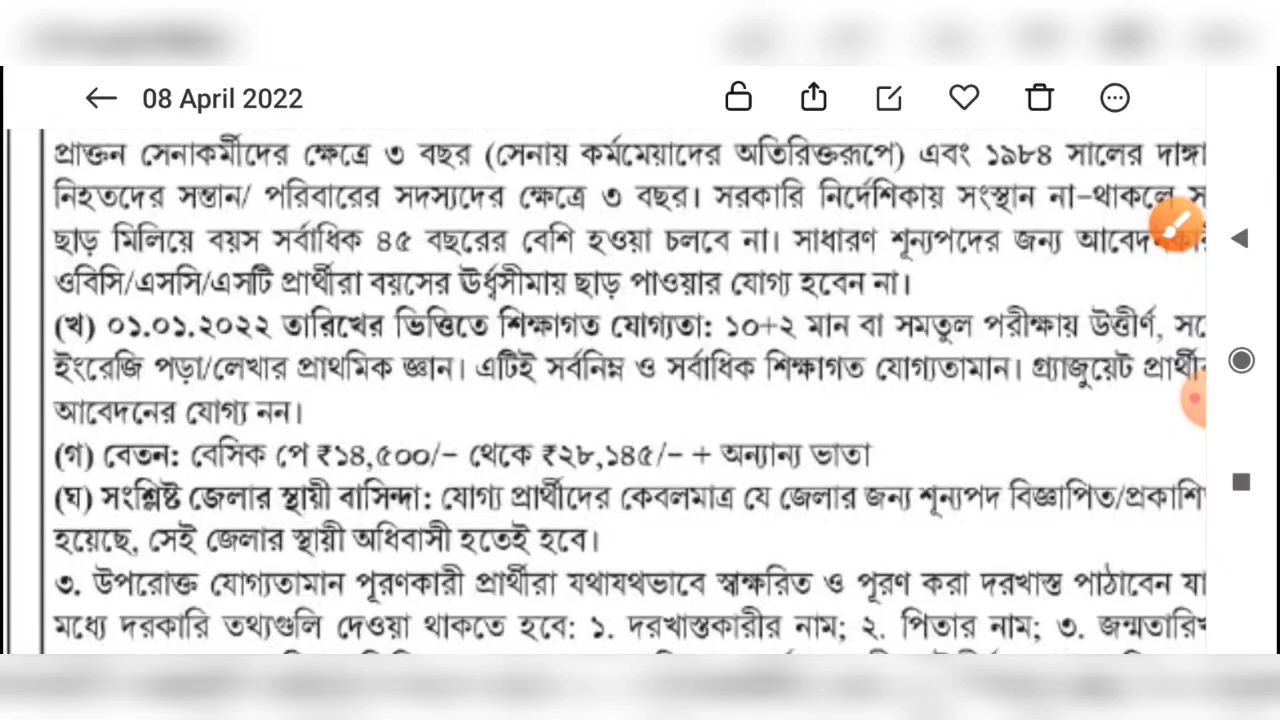 08 April 2022
প্রাক্তন সেনাকর্মীদের ক্ষেত্রে ৩ বছর (সেনায় কর্মমেয়াদের অতিরিক্তরূপে) এবং ১৯৮৪ সালের দাঙ্গা
নিহতদের সন্তান/ পরিবারের সদস্যদের ক্ষেত্রে ৩ বছর। সরকারি নির্দেশিকায় সংস্থান না-থাকলে স
ছাড় মিলিয়ে বয়স সর্বাধিক ৪৫ বছরের বেশি হওয়া চলবে না। সাধারণ শূন্যপদের জন্য
ওবিসি/এসসি/এসটি প্রার্থীরা বয়সের ঊর্ধ্বসীমায় ছাড় পাওয়ার যোগ্য হবেন না।
(খ) ০১.০১.২০২২ তারিখের ভিত্তিতে শিক্ষাগত যোগ্যতা: ১০+২ মান বা সমতুল পরীক্ষায় উত্তীর্ণ,
ইংরেজি পড়া/লেখার প্রাথমিক জ্ঞান। এটিই সর্বনিম্ন ও সর্বাধিক শিক্ষাগত যোগ্যতামান। গ্র্যাজুয়েট
আবেদনের যোগ্য নন।
(গ) বেতন: বেসিক পে ₹১৪,৫০০/- থেকে ₹২৮,১৪৫/- + অন্যান্য ভাতা
(ঘ) সংশ্লিষ্ট জেলার স্থায়ী বাসিন্দা: যোগ্য প্রার্থীদের কেবলমাত্র যে জেলার জন্য শূন্যপদ বিজ্ঞাপিত/প্রকাশি
হয়েছে, সেই জেলার স্থায়ী অধিবাসী হতেই হবে।
৩. উপরোক্ত যোগ্যতামান পূরণকারী প্রার্থীরা যথাযথভাবে স্বাক্ষরিত ও পূরণ করা দরখাস্ত পাঠাবেন যা
মধ্যে দরকারি তথ্যগুলি দেওয়া থাকতে হবে: ১. দরখাস্তকারীর নাম; ২. পিতার নাম; ৩.